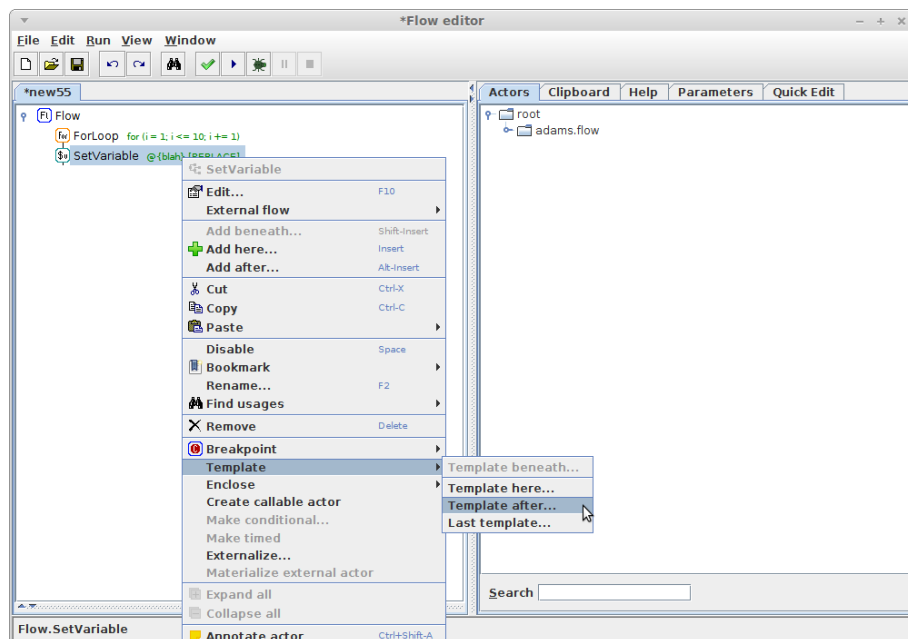 *Flow editor
File Edit Run View Window
*new55
Actors Clipboard Help Parameters Quick Edit
Fl Flow
for ForLoop for (i = 1; i <= 10; i += 1)
SetVariable @{blah} [REPLACE]
root
adams.flow
SetVariable
Edit... F10
External flow
Add beneath... Shift-Insert
Add here... Insert
Add after... Alt-Insert
Cut Ctrl-X
Copy Ctrl-C
Paste
Disable Space
Bookmark
Rename... F2
Find usages
Remove Delete
Breakpoint
Template
Enclose
Create callable actor
Make conditional...
Make timed
Externalize...
Materialize external actor
Expand all
Collapse all
Annotate actor Ctrl+Shift-A
Template beneath...
Template here...
Template after...
Last template...
Search
Flow.SetVariable